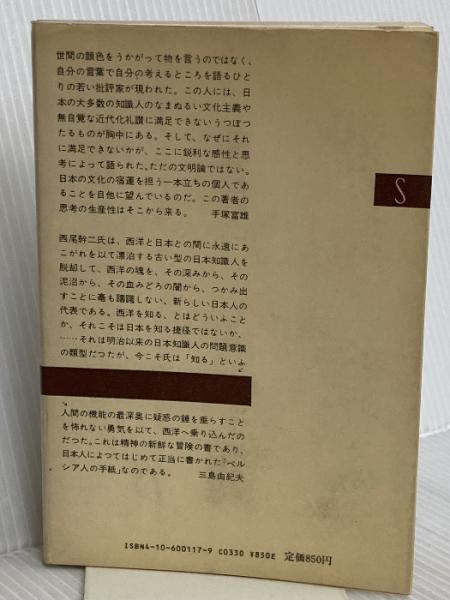 世間の顔色をうかがって物を言うのではなく、
自分の言葉で自分の考えるところを語るひと
りの若い批評家が現われた。この人には、日
本の大多数の知識人のなまぬるい文化主義や
無自覚な近代化礼讃に満足できないうつぼつ
たるものが胸中にある。そして、なぜにそれ
に満足できないかが、ここに鋭利な感性と思
考によって語られた。ただの文明論ではない。
日本の文化の宿運を担う一本立ちの個人であ
ることを自他に望んでいるのだ。この著者の
思考の生産性はそこから来る。 手塚富雄
S
西尾幹二氏は、西洋と日本との間に永遠にあ
こがれを以て漂泊する古い型の日本知識人を
脱却して、西洋の魂を、その深みから、その
泥沼から、その血みどろの闇から、つかみ出
すことに毫も躊躇しない、新らしい日本人の
代表である。西洋を知る、とはどういふこと
か、それこそは日本を知る捷径ではないか、
……それは明治以来の日本知識人の問題意識
の類型だつたが、今こそ氏は「知る」といふ
人間の機能の最深奥に疑惑の錘を垂らすこと
を怖れない勇気を以て、西洋へ乗り込んだの
だつた。これは精神の新鮮な冒険の書であり、
日本人によつてはじめて正当に書かれた「ペル
シア人の手紙」なのである。 三島由紀夫
ISBN4-10-600117-9 C0330 ¥850E 定価850円